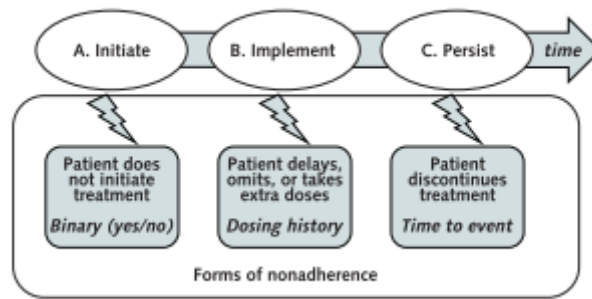 A. Initiate
B. Implement
C. Persist
time
Patient does
not initiate
treatment
Binary (yes/no)
Patient delays,
omits, or takes
extra doses
Dosing history
Patient
discontinues
treatment
Time to event
Forms of nonadherence